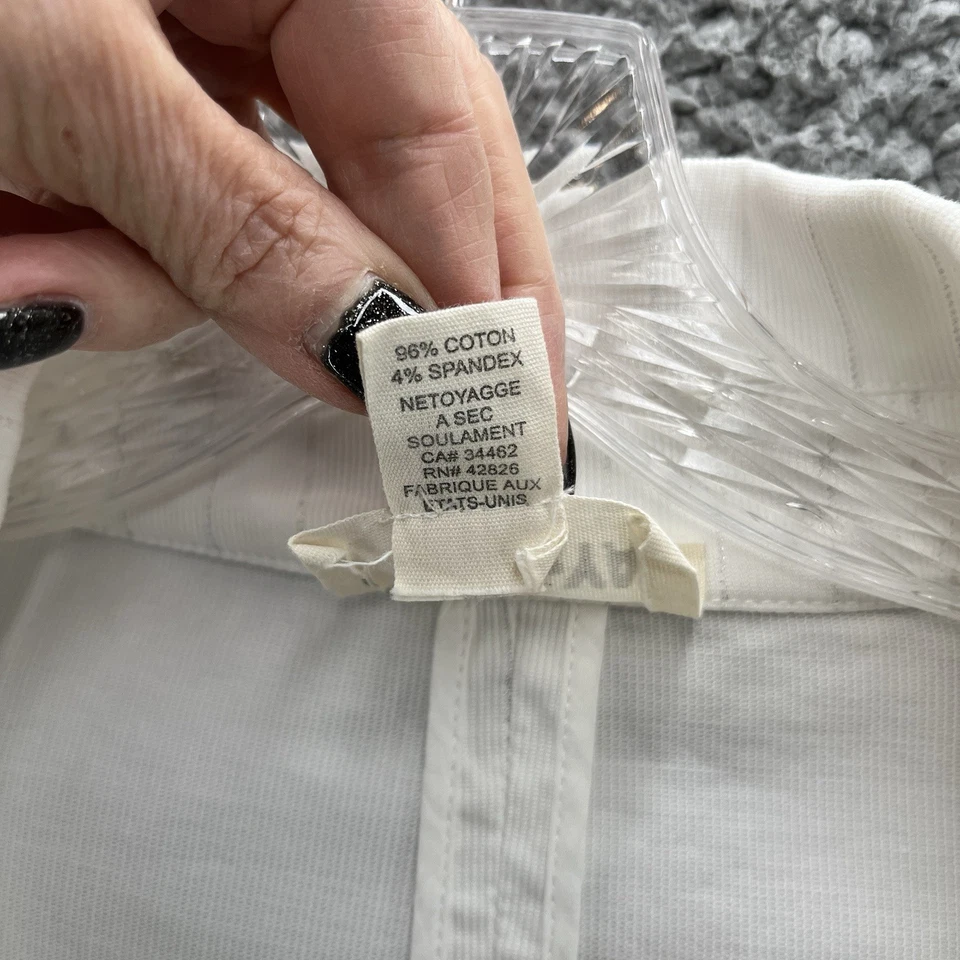 96% COTON
4% SPANDEX
NETOYAGGE
A SEC
SOULAMENT
CA# 34462
RN# 42826
FABRIQUE AUX
ETATS-UNIS